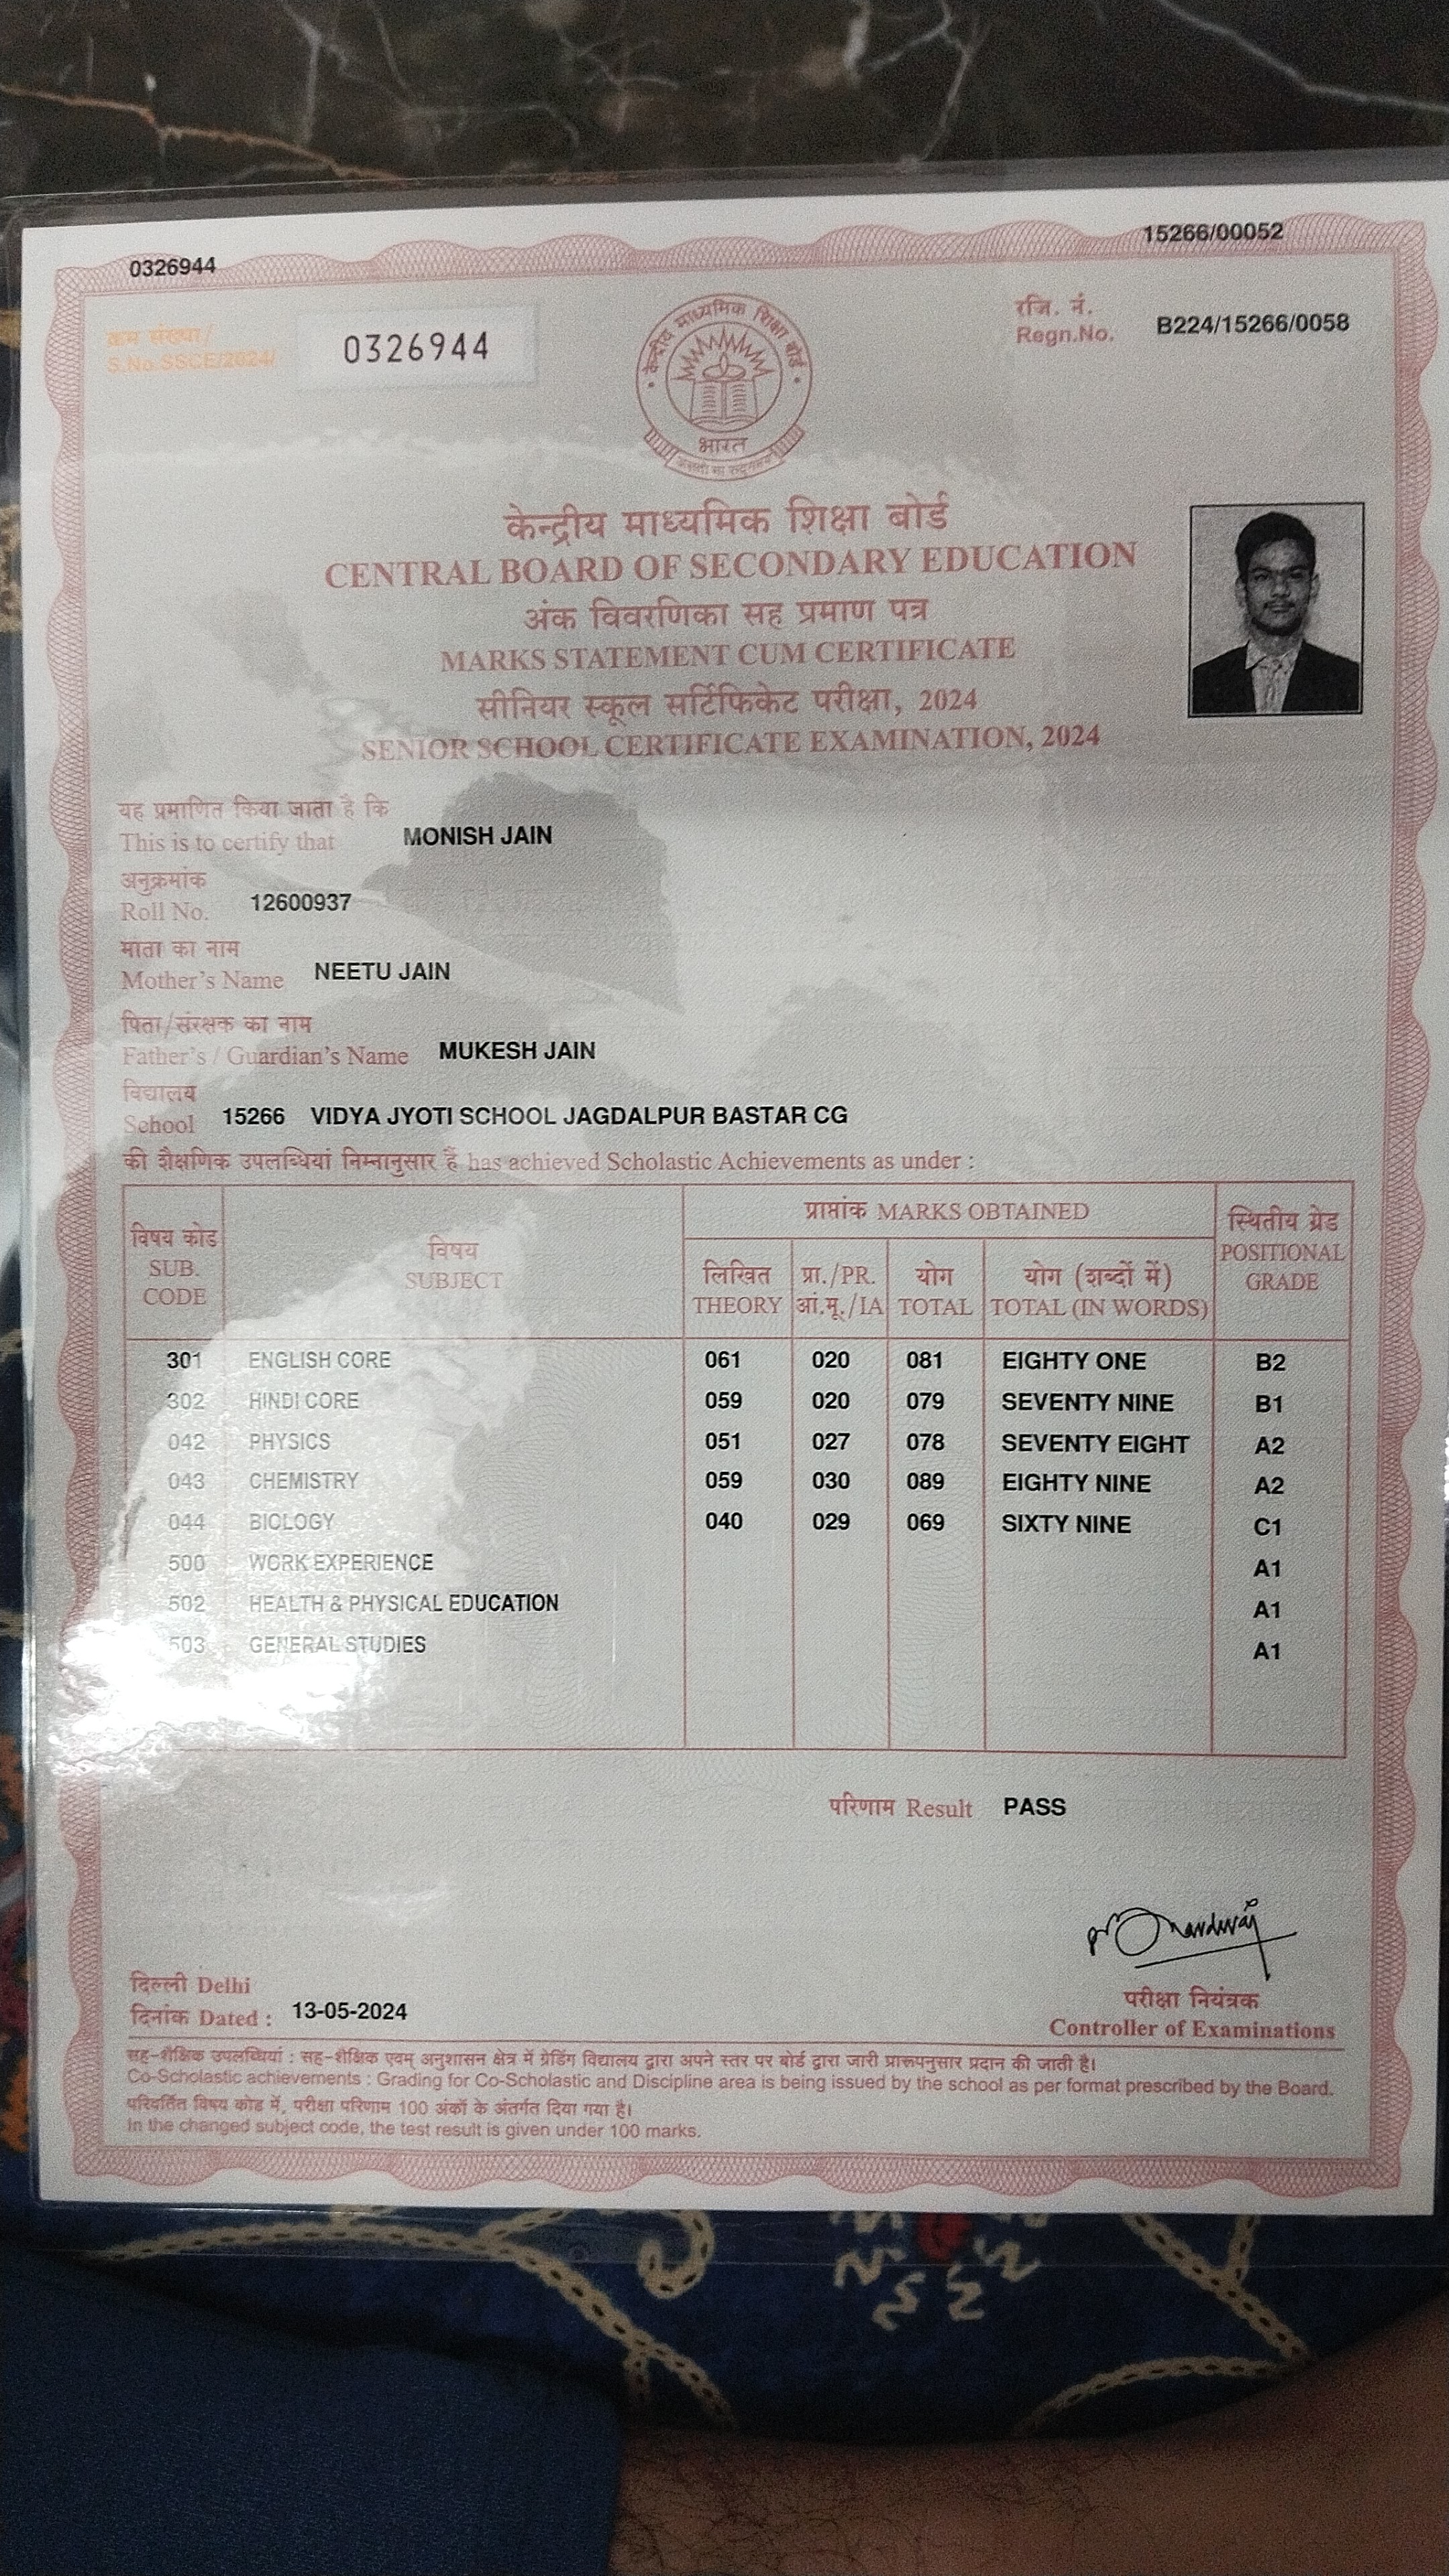 0326944
15266/00052
क्रम संख्या/
S.No.SSCE/2024/
0326944
रजि. नं.
Regn.No. B224/15266/0058
केन्द्रीय माध्यमिक शिक्षा बोर्ड
भारत
केन्द्रीय माध्यमिक शिक्षा बोर्ड
CENTRAL BOARD OF SECONDARY EDUCATION
अंक विवरणिका सह प्रमाण पत्र
MARKS STATEMENT CUM CERTIFICATE
सीनियर स्कूल सर्टिफिकेट परीक्षा, 2024
SENIOR SCHOOL CERTIFICATE EXAMINATION, 2024
यह प्रमाणित किया जाता है कि
This is to certify that MONISH JAIN
अनुक्रमांक
Roll No. 12600937
माता का नाम
Mother's Name NEETU JAIN
पिता/संरक्षक का नाम
Father's / Guardian's Name MUKESH JAIN
विद्यालय
School 15266 VIDYA JYOTI SCHOOL JAGDALPUR BASTAR CG
की शैक्षणिक उपलब्धियां निम्नानुसार हैं has achieved Scholastic Achievements as under :
विषय कोड
SUB.
CODE
विषय
SUBJECT
प्राप्तांक MARKS OBTAINED
लिखित
THEORY
प्रा./PR.
आं.मू./IA
योग
TOTAL
योग (शब्दों में)
TOTAL (IN WORDS)
स्थितीय ग्रेड
POSITIONAL
GRADE
301 ENGLISH CORE 061 020 081 EIGHTY ONE B2
302 HINDI CORE 059 020 079 SEVENTY NINE B1
042 PHYSICS 051 027 078 SEVENTY EIGHT A2
043 CHEMISTRY 059 030 089 EIGHTY NINE A2
044 BIOLOGY 040 029 069 SIXTY NINE C1
500 WORK EXPERIENCE A1
502 HEALTH & PHYSICAL EDUCATION A1
503 GENERAL STUDIES A1
परिणाम Result PASS
दिल्ली Delhi
दिनांक Dated : 13-05-2024
परीक्षा नियंत्रक
Controller of Examinations
सह-शैक्षिक उपलब्धियां : सह-शैक्षिक एवम् अनुशासन क्षेत्र में ग्रेडिंग विद्यालय द्वारा अपने स्तर पर बोर्ड द्वारा जारी प्रारूपनुसार प्रदान की जाती है।
Co-Scholastic achievements : Grading for Co-Scholastic and Discipline area is being issued by the school as per format prescribed by the Board.
परिवर्तित विषय कोड में, परीक्षा परिणाम 100 अंकों के अंतर्गत दिया गया है।
In the changed subject code, the test result is given under 100 marks.